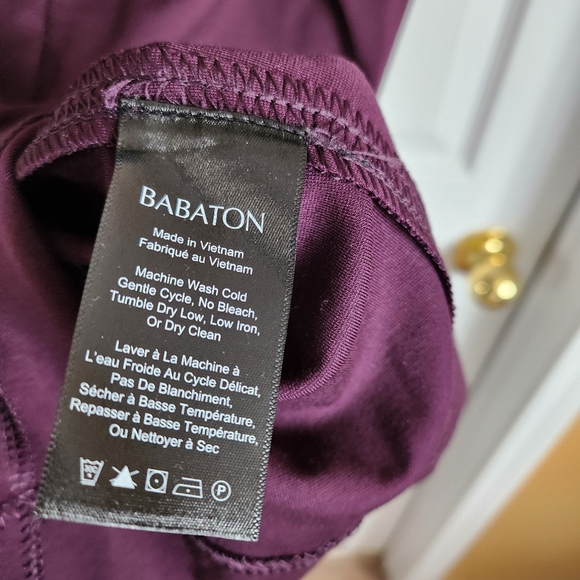 BABATON
Made in Vietnam
Fabriqué au Vietnam
Machine Wash Cold
Gentle Cycle, No Bleach,
Tumble Dry Low, Low Iron,
Or Dry Clean
Laver à La Machine à
L'eau Froide Au Cycle Délicat,
Pas De Blanchiment,
Sécher à Basse Température,
Repasser à Basse Température,
Ou Nettoyer à Sec
30C P